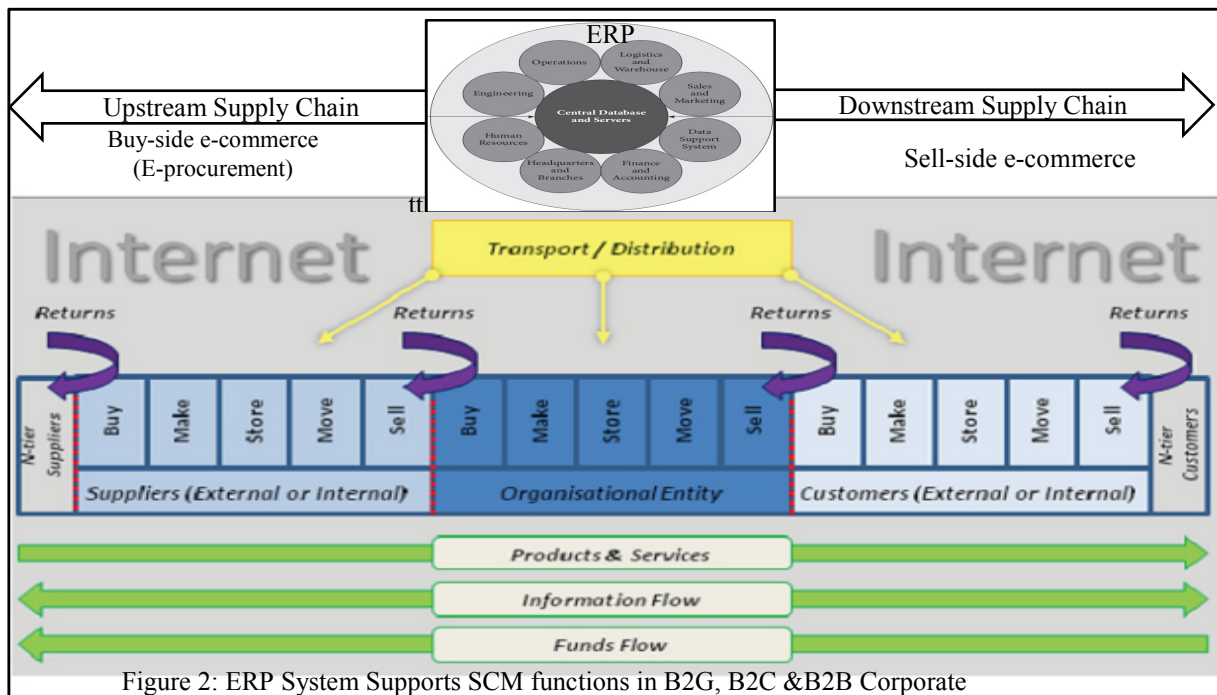 ERP
Operations
Logistics
and
Warehouse
Engineering
Sales
and
Marketing
Central Database
and Servers
Human
Resources
Data
Support
System
Headquarters
and Branches
Finance
and
Accounting
Upstream Supply Chain
Buy-side e-commerce
(E-procurement)
Downstream Supply Chain
Sell-side e-commerce
tt
Internet
Transport / Distribution
Internet
Returns
Returns
Returns
Returns
N-tier
Suppliers
Buy
Make
Store
Move
Sell
Buy
Make
Store
Move
Sell
Buy
Make
Store
Move
Sell
N-tier
Customers
Suppliers (External or Internal)
Organisational Entity
Customers (External or Internal)
Products & Services
Information Flow
Funds Flow
Figure 2: ERP System Supports SCM functions in B2G, B2C &B2B Corporate